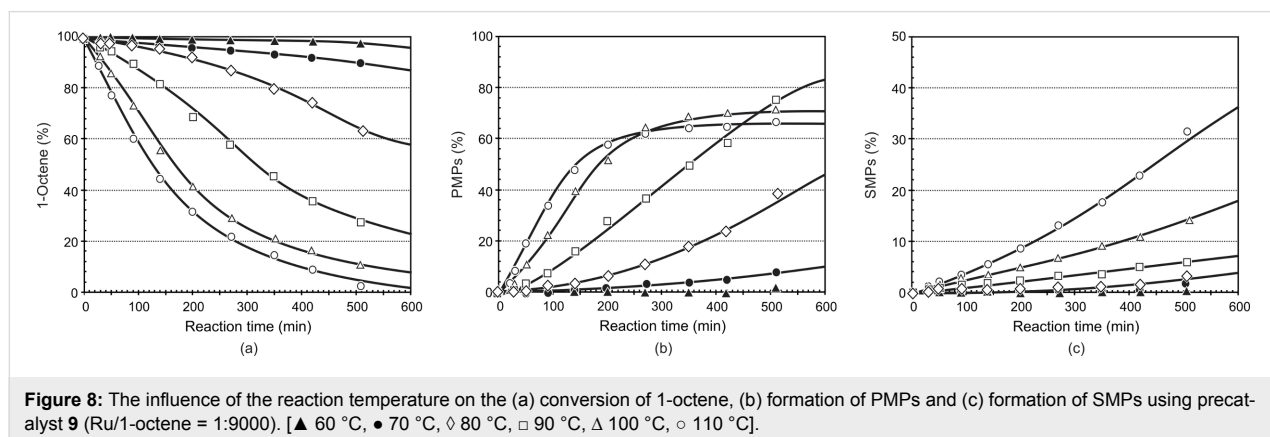 100
80
60
40
20
0
1-Octene (%)
0 100 200 300 400 500 600
Reaction time (min)
(a)
100
80
60
40
20
0
PMPs (%)
0 100 200 300 400 500 600
Reaction time (min)
(b)
50
40
30
20
10
0
SMPs (%)
0 100 200 300 400 500 600
Reaction time (min)
(c)
Figure 8: The influence of the reaction temperature on the (a) conversion of 1-octene, (b) formation of PMPs and (c) formation of SMPs using precat-
alyst 9 (Ru/1-octene = 1:9000). [▲ 60 °C, ● 70 °C, ◊ 80 °C, □ 90 °C, Δ 100 °C, ○ 110 °C].